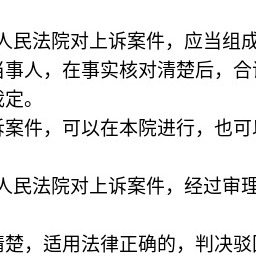 人民法院对上诉案件，应当组成
当事人，在事实核对清楚后，合
裁定。
诉案件，可以在本院进行，也可
人民法院对上诉案件，经过审理
清楚，适用法律正确的，判决驳回